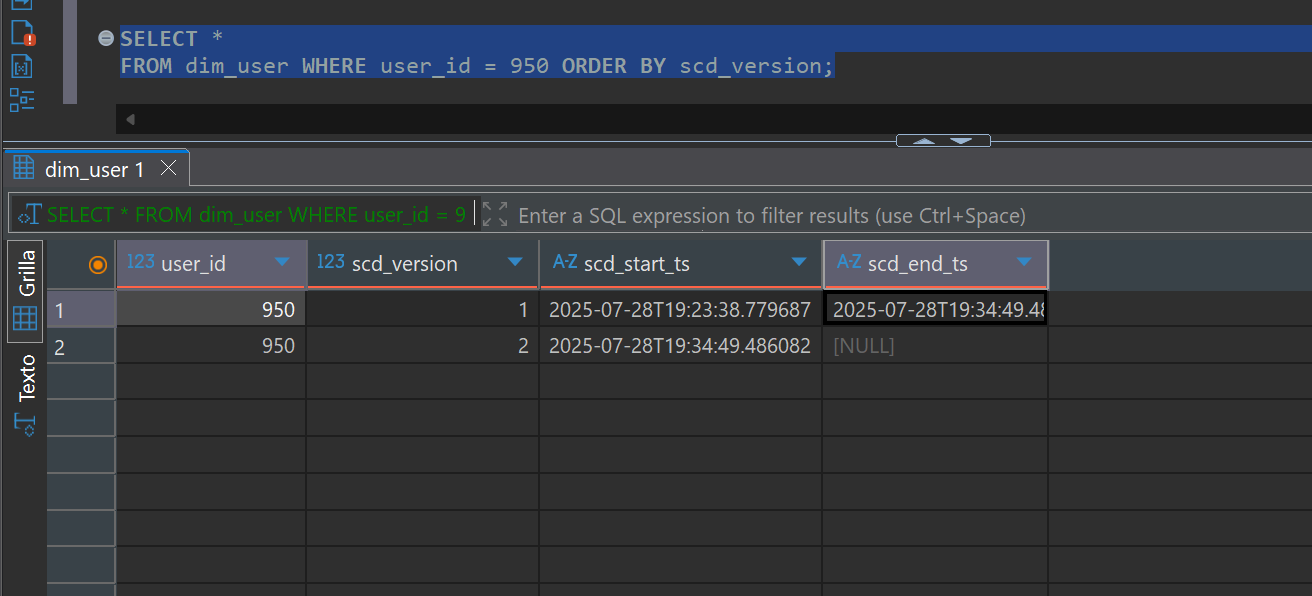 SELECT *
FROM dim_user WHERE user_id = 950 ORDER BY scd_version;
dim_user 1
SELECT * FROM dim_user WHERE user_id = 9
Enter a SQL expression to filter results (use Ctrl+Space)
Grilla
Texto
123 user_id 123 scd_version A-Z scd_start_ts A-Z scd_end_ts
1 950 1 2025-07-28T19:23:38.779687 2025-07-28T19:34:49.48
2 950 2 2025-07-28T19:34:49.486082 [NULL]